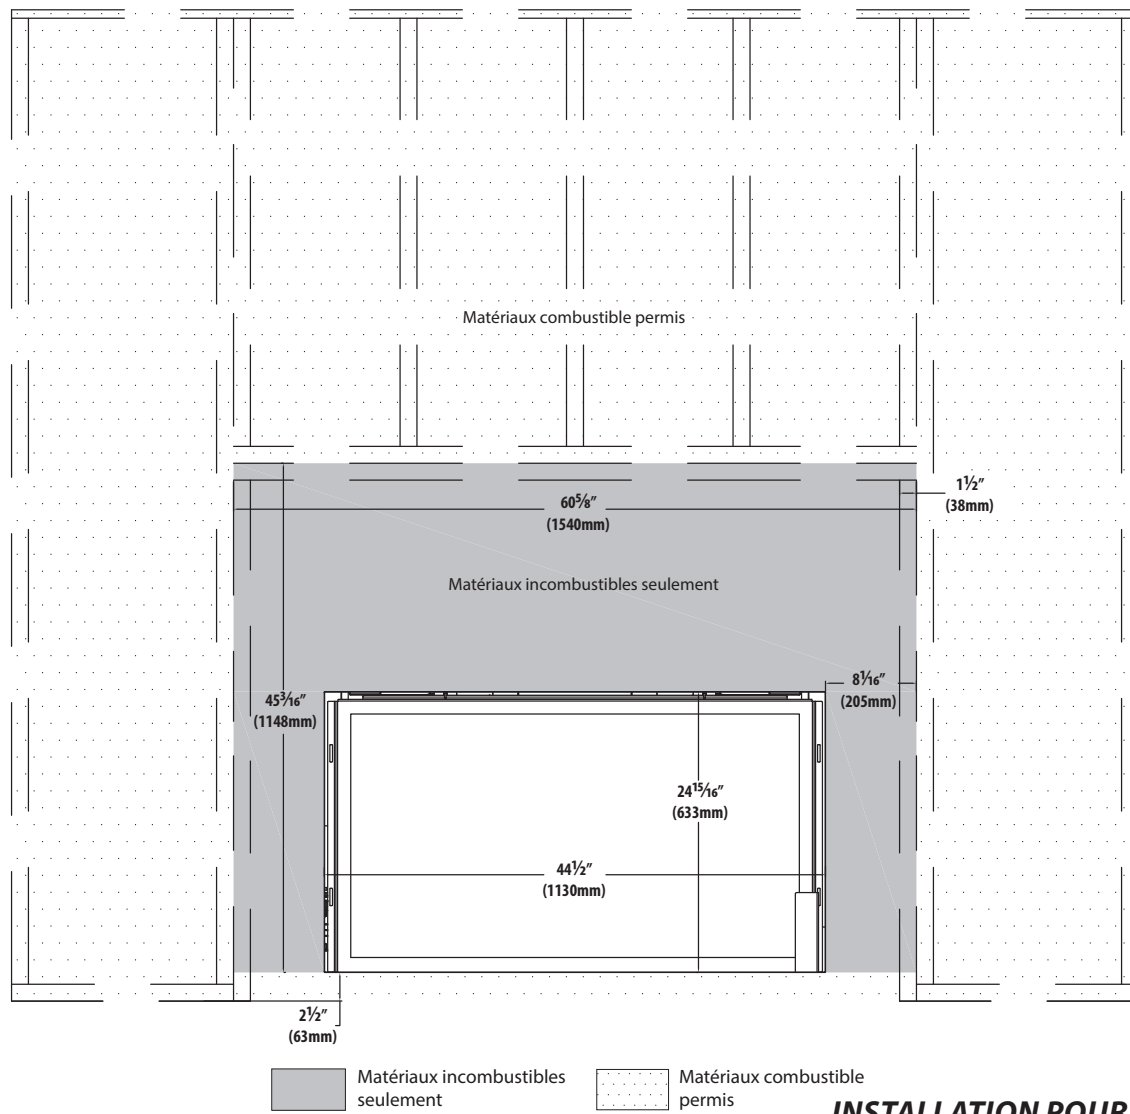 Matériaux combustible permis
1½"
(38mm)
60⅝"
(1540mm)
Matériaux incombustibles seulement
8¹⁄₁₆"
(205mm)
45³⁄₁₆"
(1148mm)
24¹⁵⁄₁₆"
(633mm)
44½"
(1130mm)
2½"
(63mm)
Matériaux incombustibles
seulement
Matériaux combustible
permis
INSTALLATION POUR